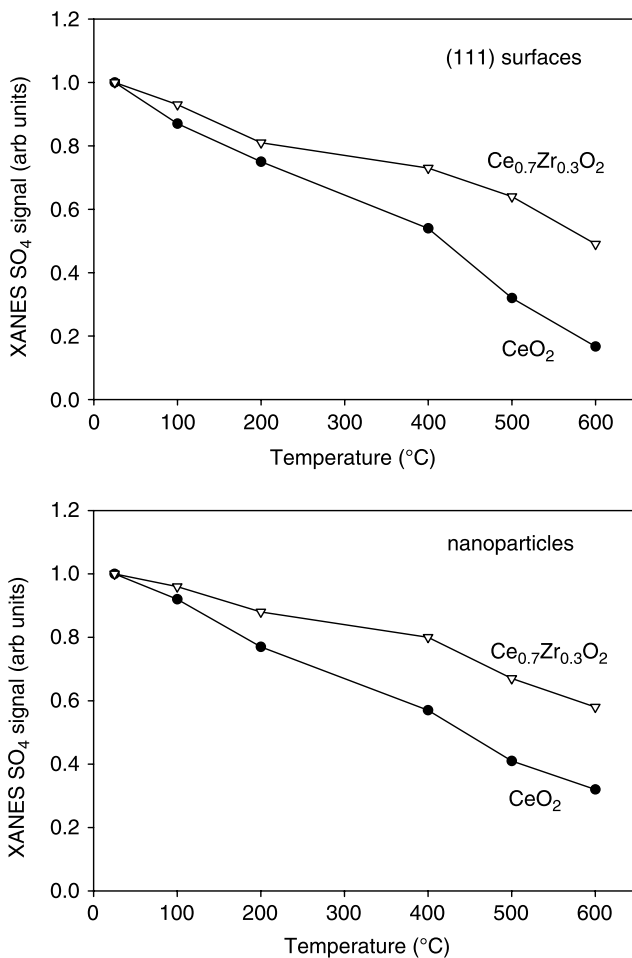 1.2
(111) surfaces
1.0
0.8
Ce0.7Zr0.3O2
0.6
0.4
CeO2
0.2
0.0
XANES SO4 signal (arb units)
0 100 200 300 400 500 600
Temperature (°C)
1.2
nanoparticles
1.0
0.8
Ce0.7Zr0.3O2
0.6
0.4
CeO2
0.2
0.0
XANES SO4 signal (arb units)
0 100 200 300 400 500 600
Temperature (°C)